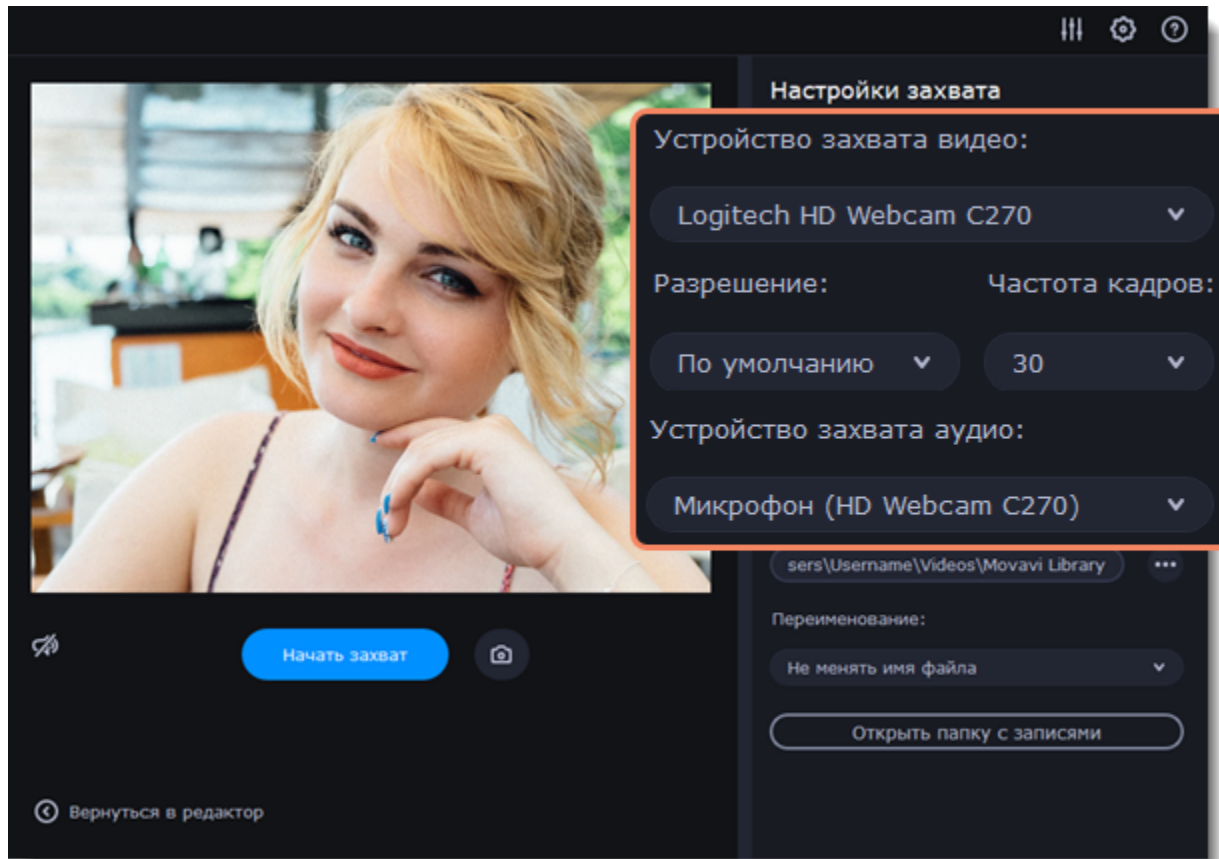 Настройки захвата
Устройство захвата видео:
Logitech HD Webcam C270
Разрешение: Частота кадров:
По умолчанию 30
Устройство захвата аудио:
Микрофон (HD Webcam C270)
sers\Username\Videos\Movavi Library
Переименование:
Начать захват
Не менять имя файла
Открыть папку с записями
Вернуться в редактор